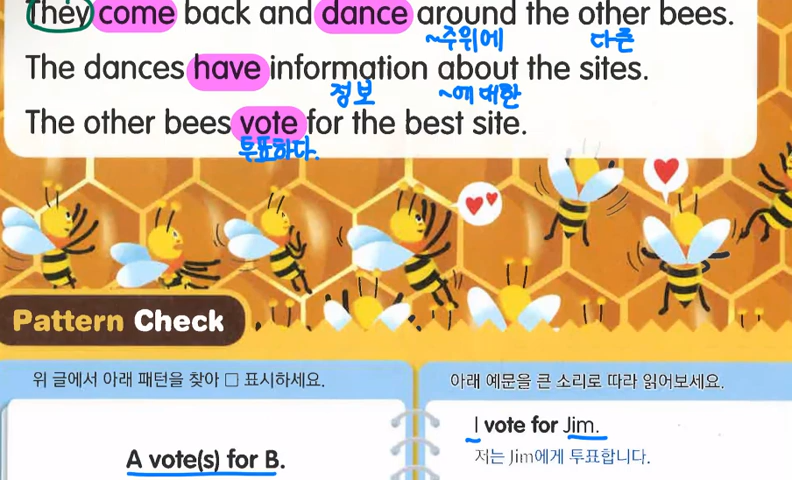 They come back and dance around the other bees.
~주위에 다른
The dances have information about the sites.
정보 ~에 대한
The other bees vote for the best site.
투표하다.
Pattern Check
위 글에서 아래 패턴을 찾아 □ 표시하세요.
A vote(s) for B.
아래 예문을 큰 소리로 따라 읽어보세요.
I vote for Jim.
저는 Jim에게 투표합니다.